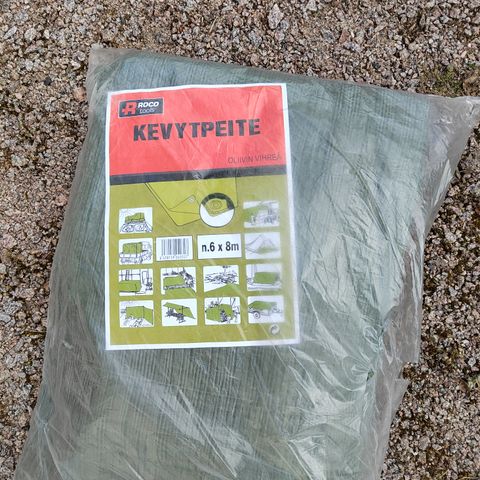 ROCO
tools
KEVYTPEITE
OLIIVIN VIHREÄ
n.6 x 8m